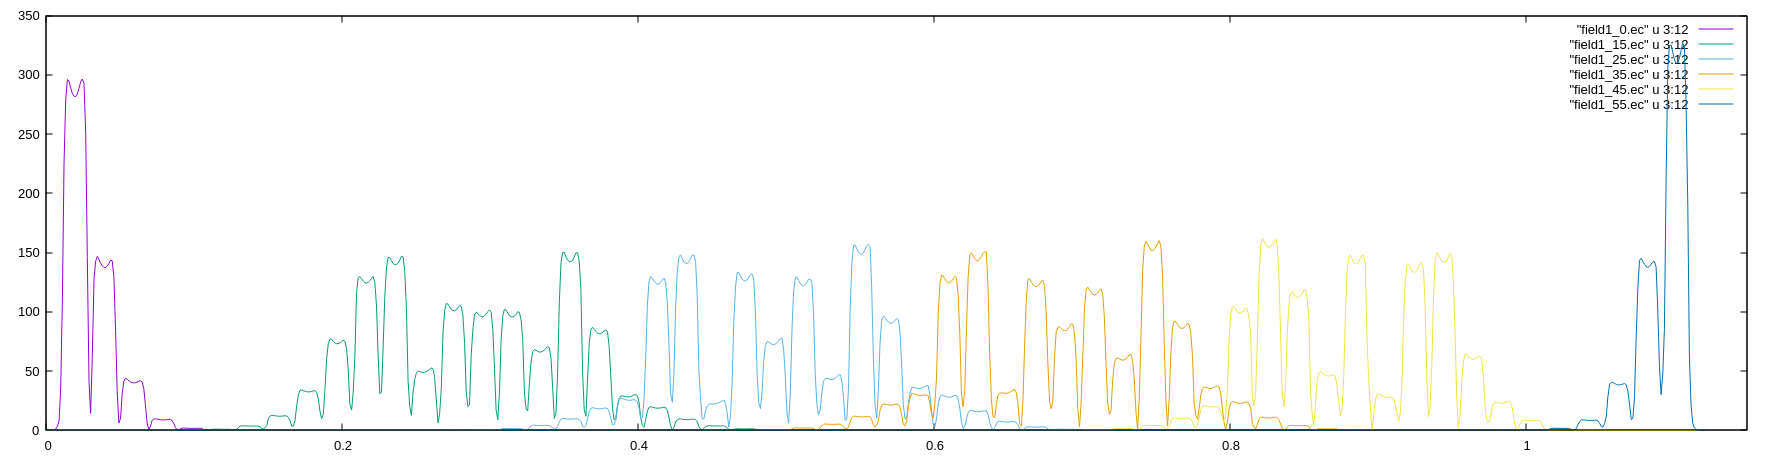 350
300
250
200
150
100
50
0
0 0.2 0.4 0.6 0.8 1
"field1_0.ec" u 3:12
"field1_15.ec" u 3:12
"field1_25.ec" u 3:12
"field1_35.ec" u 3:12
"field1_45.ec" u 3:12
"field1_55.ec" u 3:12